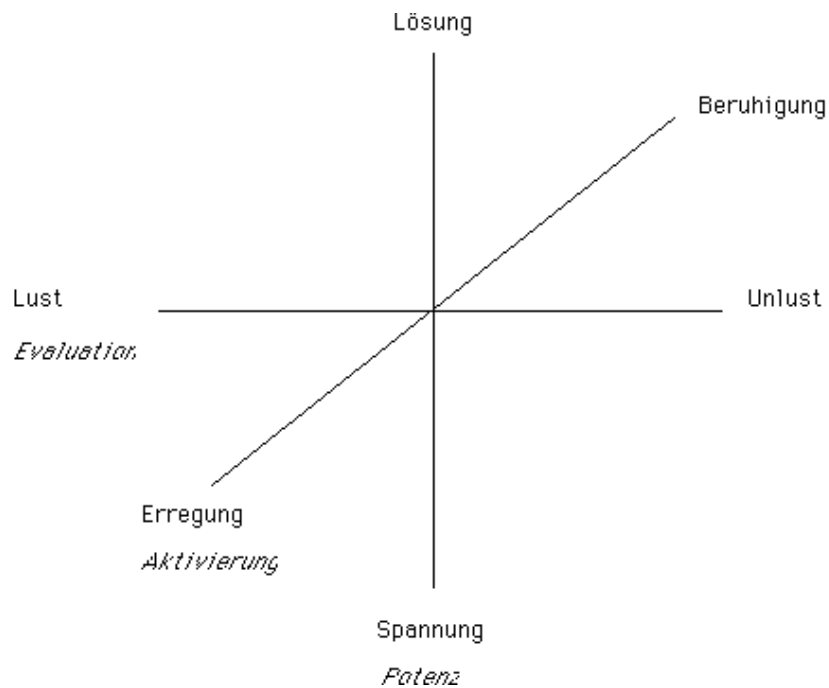 Lösung
Beruhigung
Lust
Unlust
Evaluation
Erregung
Aktivierung
Spannung
Potenz